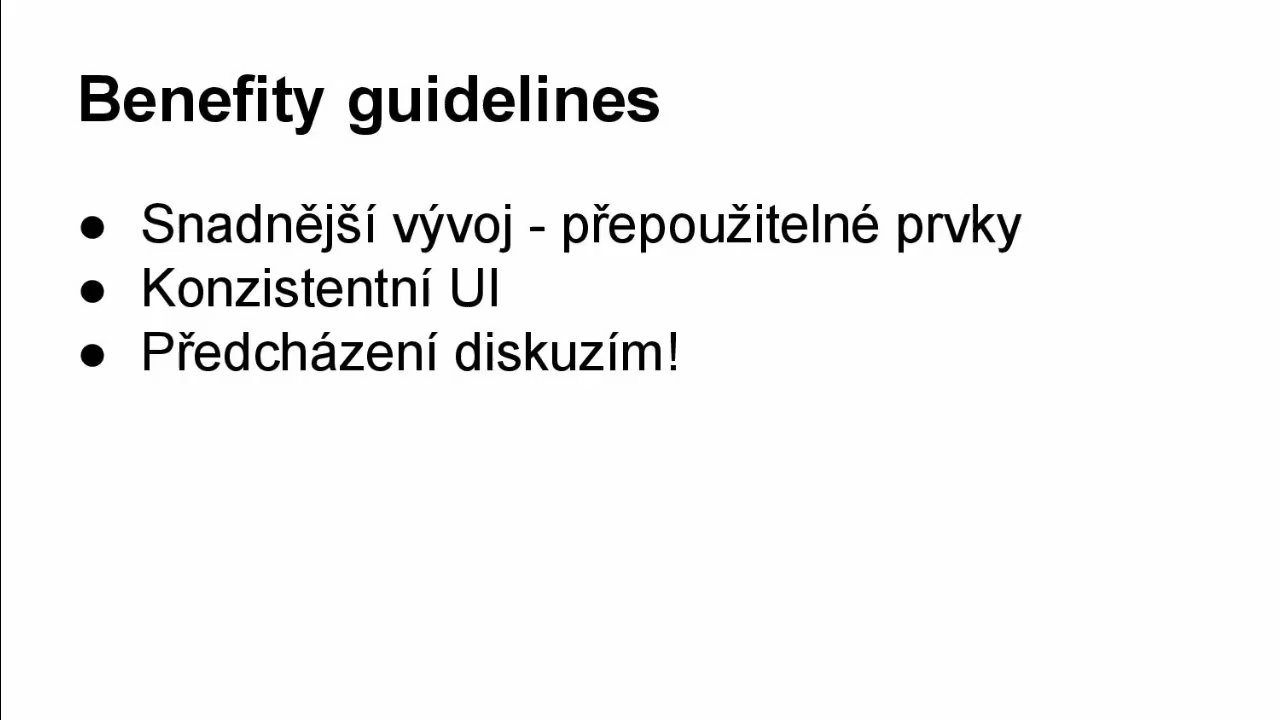 Benefity guidelines
● Snadnější vývoj - přepoužitelné prvky
● Konzistentní UI
● Předcházení diskuzím!